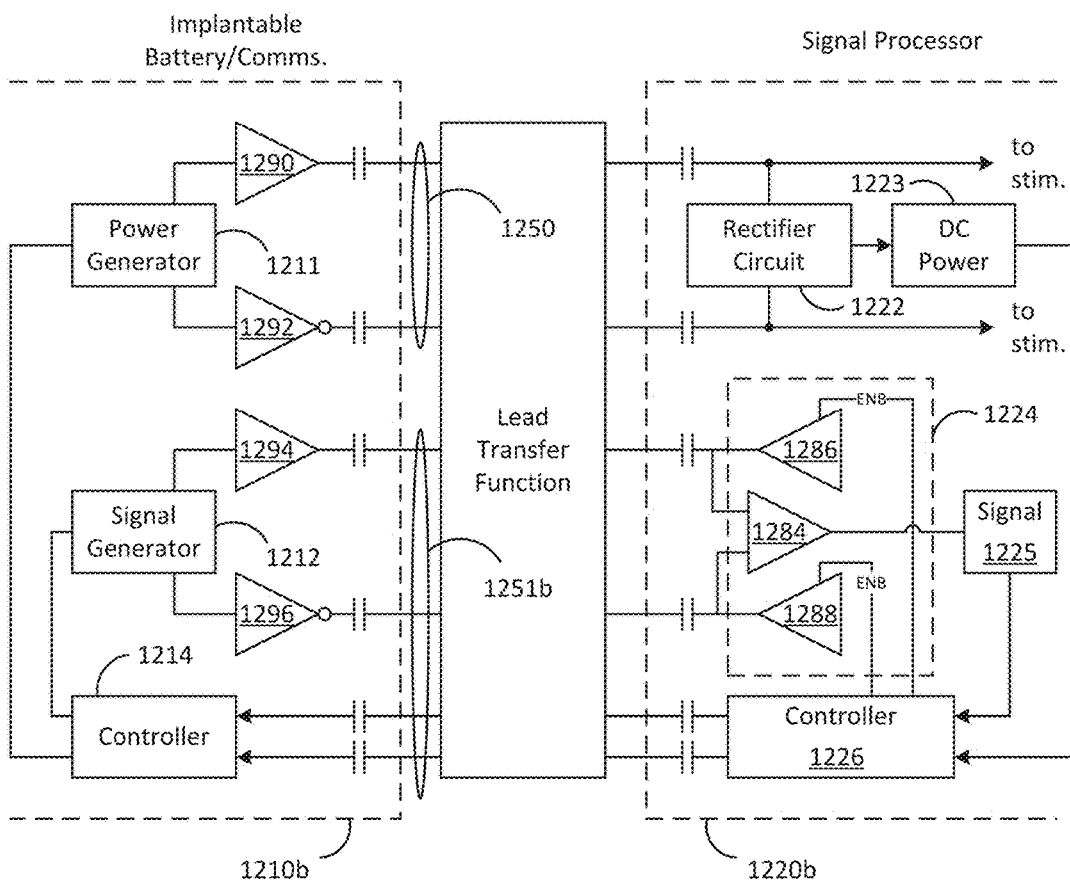 Implantable
Battery/Comms.
Signal Processor
1290
Power
Generator
1211
1292
1250
to
stim.
1223
Rectifier
Circuit
DC
Power
1222
to
stim.
1294
Signal
Generator
1212
1296
1251b
Lead
Transfer
Function
ENB
1286
1224
1284
Signal
1225
ENB
1288
1214
Controller
Controller
1226
1210b
1220b